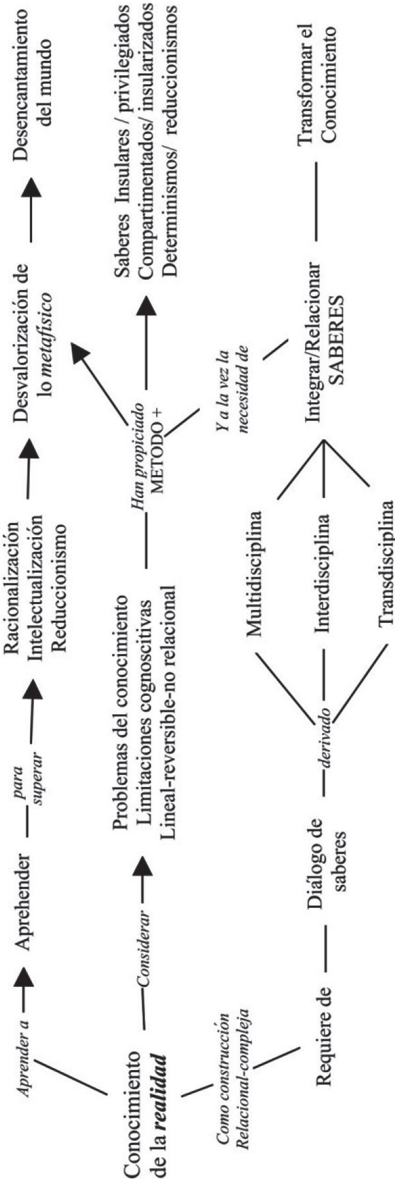 Aprender a
Aprehender
para
superar
Racionalización
Intelectualización
Reduccionismo
Desvalorización de
lo metafísico
Desencantamiento
del mundo
Conocimiento
de la realidad
Considerar
Problemas del conocimiento
Limitaciones cognoscitivas
Lineal-reversible-no relacional
Han propiciado
METODO +
Saberes Insulares / privilegiados
Compartimentados/ insularizados
Determinismos/ reduccionismos
Como construcción
Relacional-compleja
Requiere de
Diálogo de
saberes
derivado
Multidisciplina
Interdisciplina
Transdisciplina
Y a la vez la
necesidad de
Integrar/Relacionar
SABERES
Transformar el
Conocimiento